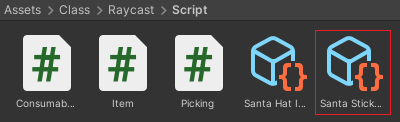 Assets > Class > Raycast > Script
Consumab... Item Picking Santa Hat I... Santa Stick...